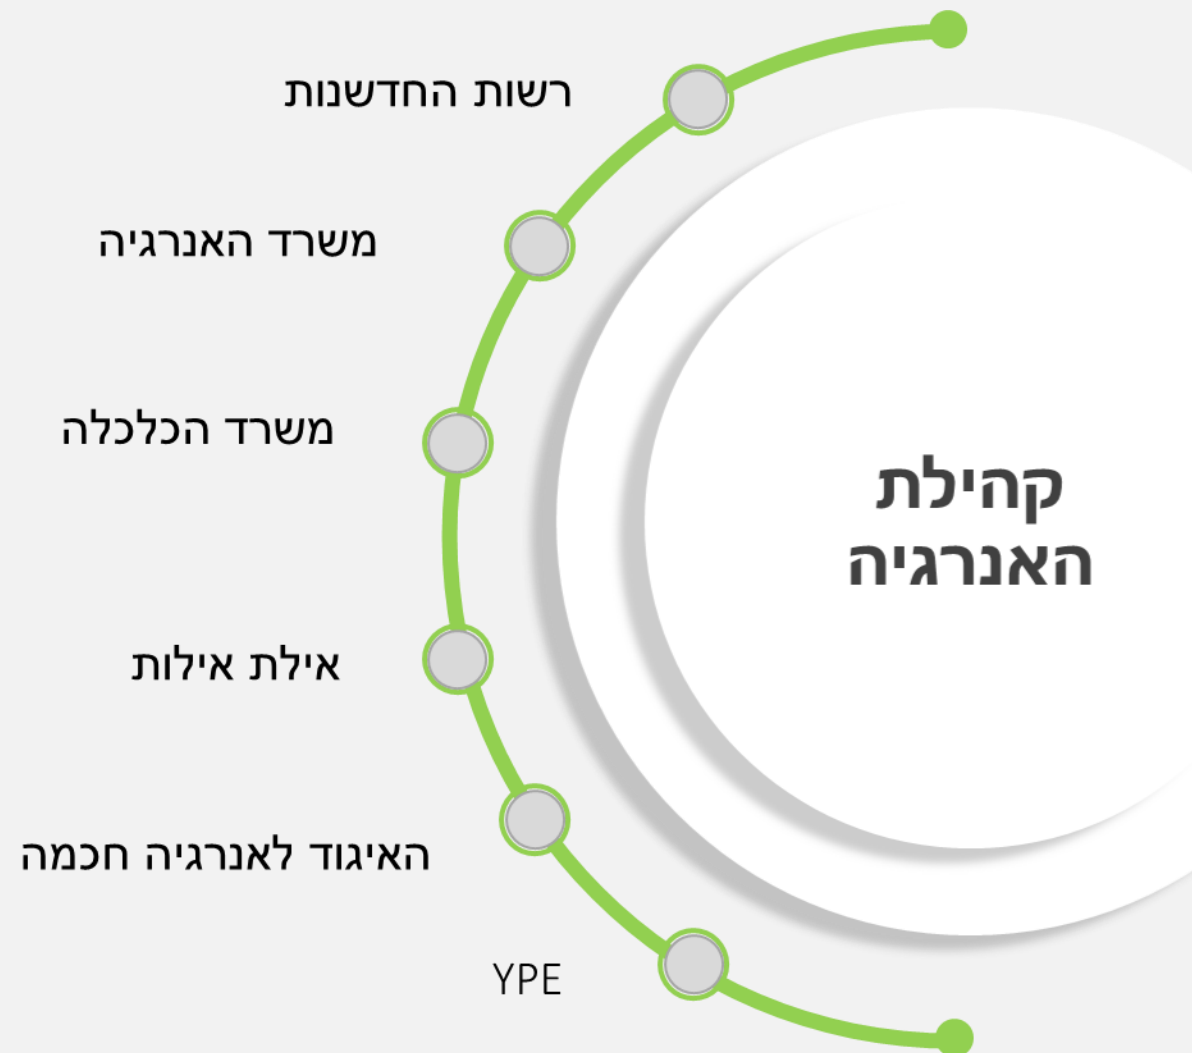 רשות החדשנות
משרד האנרגיה
משרד הכלכלה
קהילת
האנרגיה
אילת אילות
האיגוד לאנרגיה חכמה
YPE